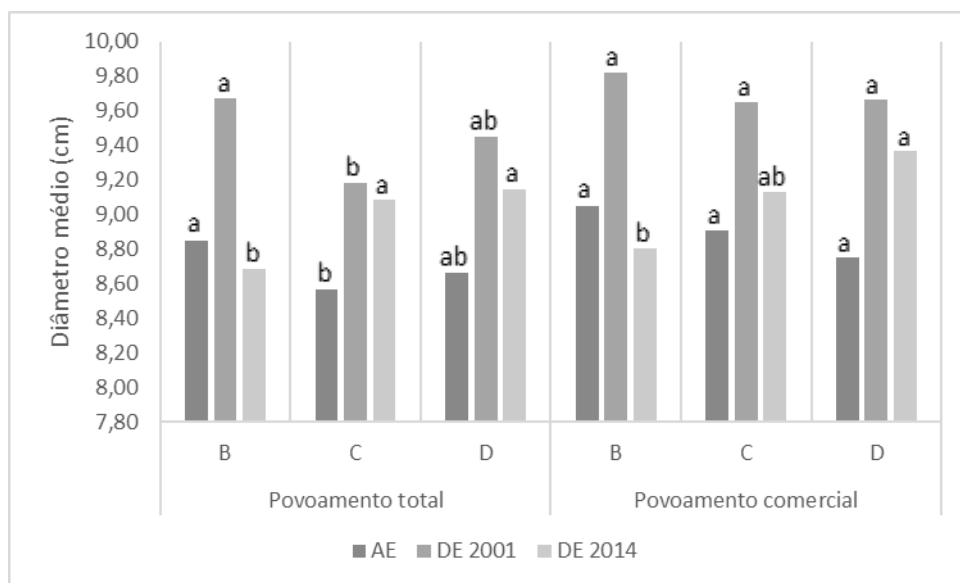 Diâmetro médio (cm)
10,00
9,80
9,60
9,40
9,20
9,00
8,80
8,60
8,40
8,20
8,00
7,80
a a b
b b a
ab ab a
a a b
a a ab
a a a
B C D B C D
Povoamento total Povoamento comercial
AE DE 2001 DE 2014